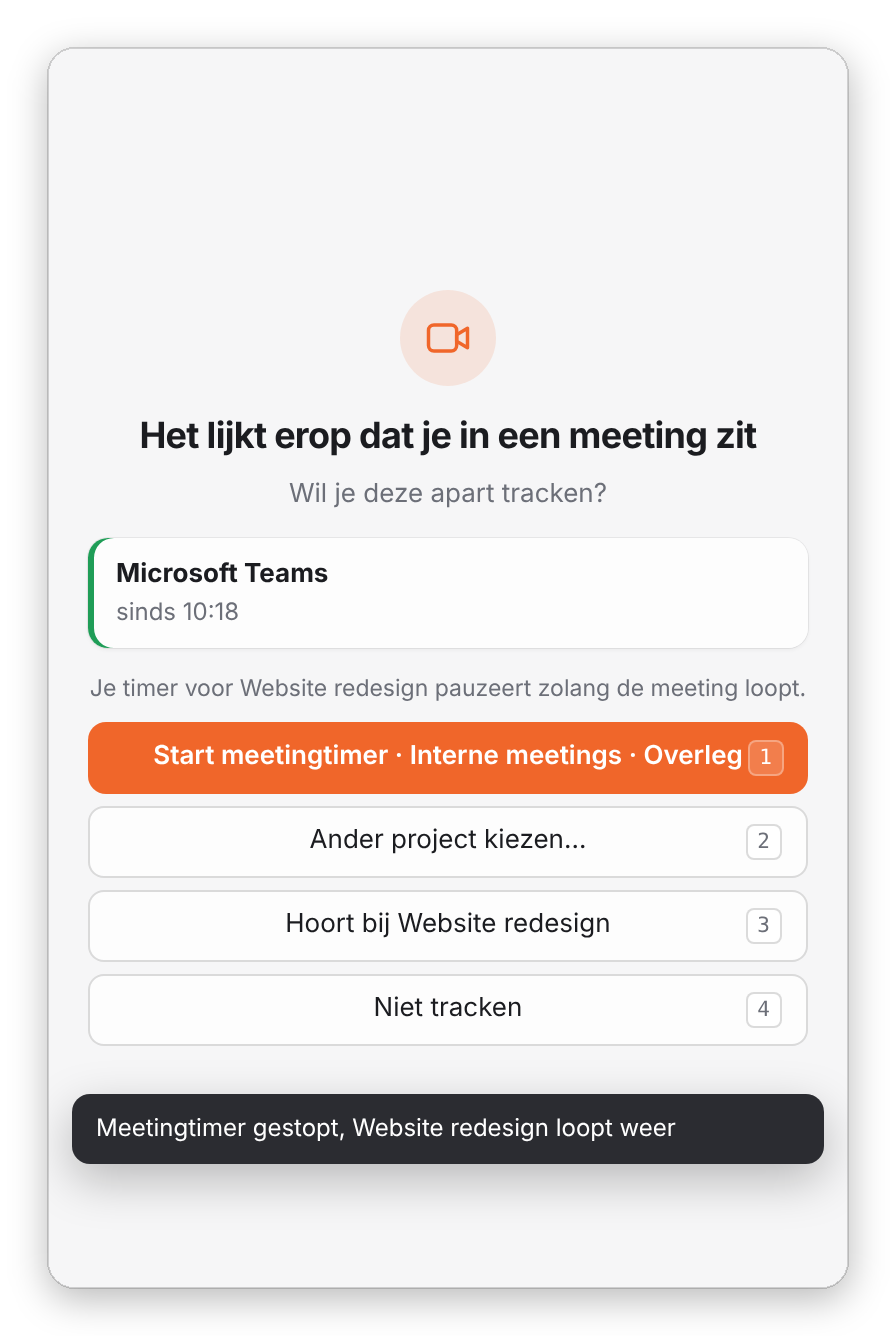 Het lijkt erop dat je in een meeting zit
Wil je deze apart tracken?
Microsoft Teams
sinds 10:18
Je timer voor Website redesign pauzeert zolang de meeting loopt.
Start meetingtimer · Interne meetings · Overleg 1
Ander project kiezen… 2
Hoort bij Website redesign 3
Niet tracken 4
Meetingtimer gestopt, Website redesign loopt weer